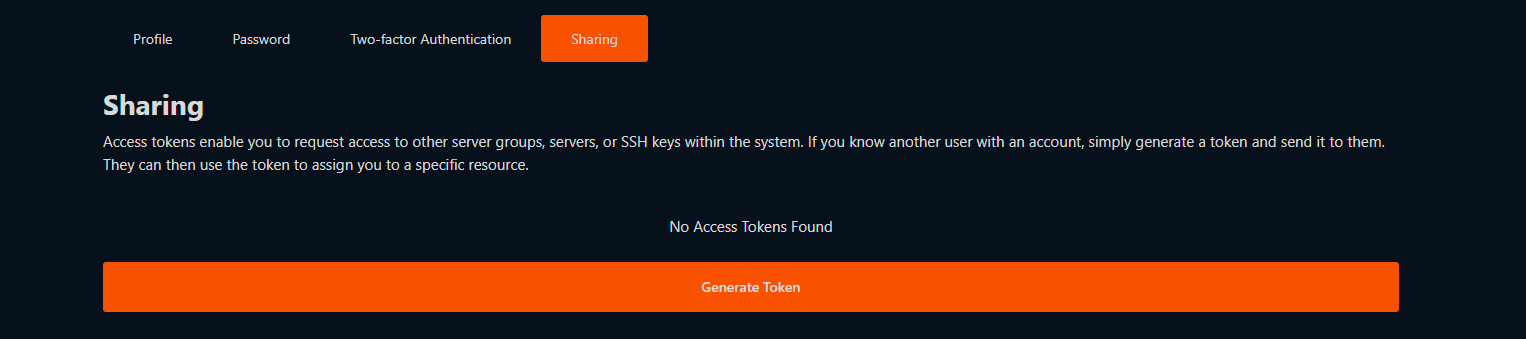 Profile
Password
Two-factor Authentication
Sharing
Sharing
Access tokens enable you to request access to other server groups, servers, or SSH keys within the system. If you know another user with an account, simply generate a token and send it to them.
They can then use the token to assign you to a specific resource.
No Access Tokens Found
Generate Token